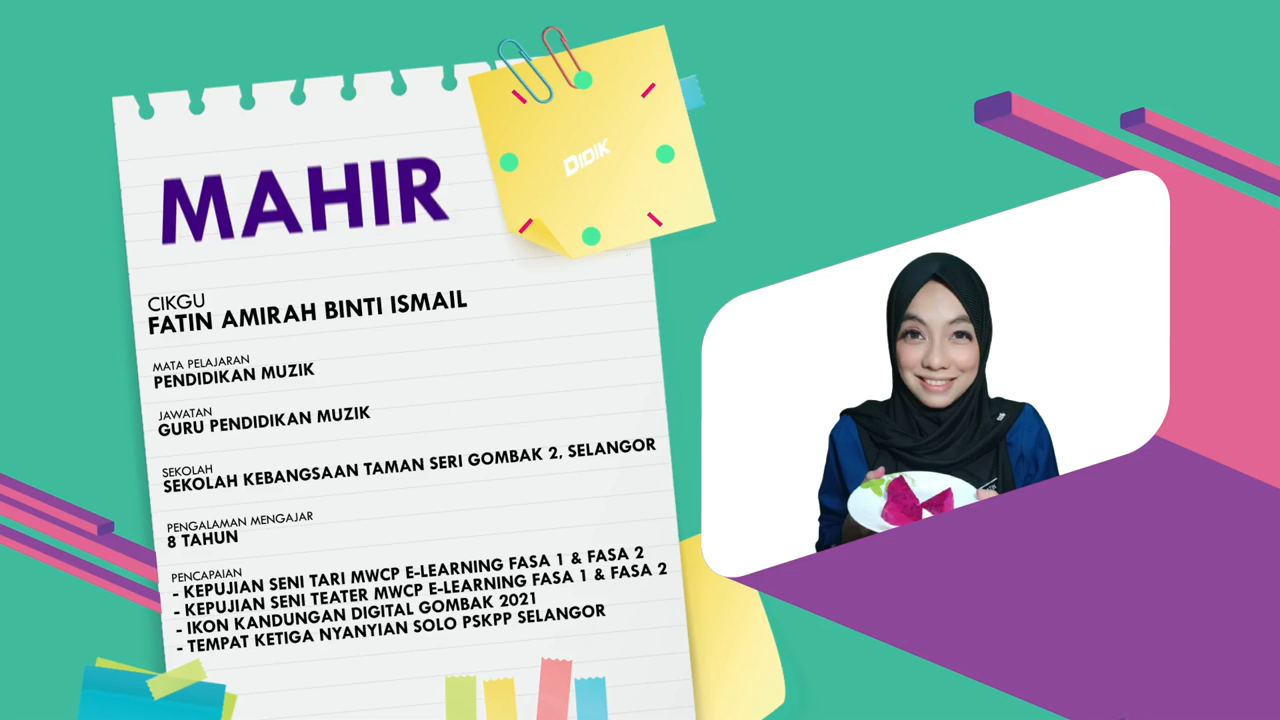 MAHIR
DIDIK
CIKGU
FATIN AMIRAH BINTI ISMAIL
MATA PELAJARAN
PENDIDIKAN MUZIK
JAWATAN
GURU PENDIDIKAN MUZIK
SEKOLAH
SEKOLAH KEBANGSAAN TAMAN SERI GOMBAK 2, SELANGOR
PENGALAMAN MENGAJAR
8 TAHUN
PENCAPAIAN
- KEPUJIAN SENI TARI MWCP E-LEARNING FASA 1 & FASA 2
- KEPUJIAN SENI TEATER MWCP E-LEARNING FASA 1 & FASA 2
- IKON KANDUNGAN DIGITAL GOMBAK 2021
- TEMPAT KETIGA NYANYIAN SOLO PSKPP SELANGOR